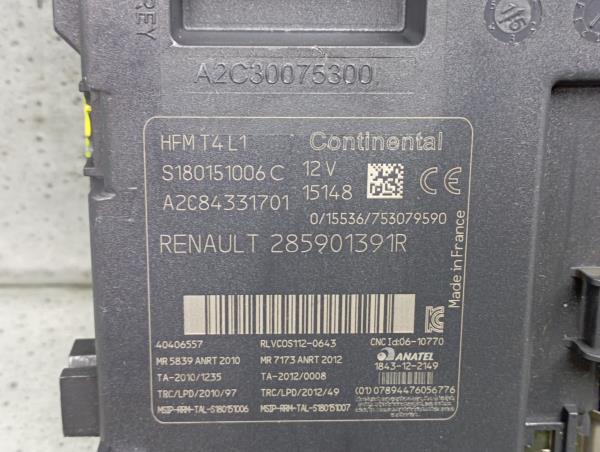 REY
A2C30075300
HFM T4 L1 Continental
S180151006 C 12 V
A2C84331701 15148
0/15536/753079590
RENAULT 285901391R
Made in France
40406557 RLVCOS112-0643 CNC Id:06-10770
MR 5839 ANRT 2010 MR 7173 ANRT 2012 ANATEL
TA-2010/1235 TA-2012/0008 1843-12-2149
TRC/LPD/2010/97 TRC/LPD/2012/49
MSIP-RRM-TAL-S180151006 MSIP-RRM-TAL-S180151007 (01) 07894476056776
15